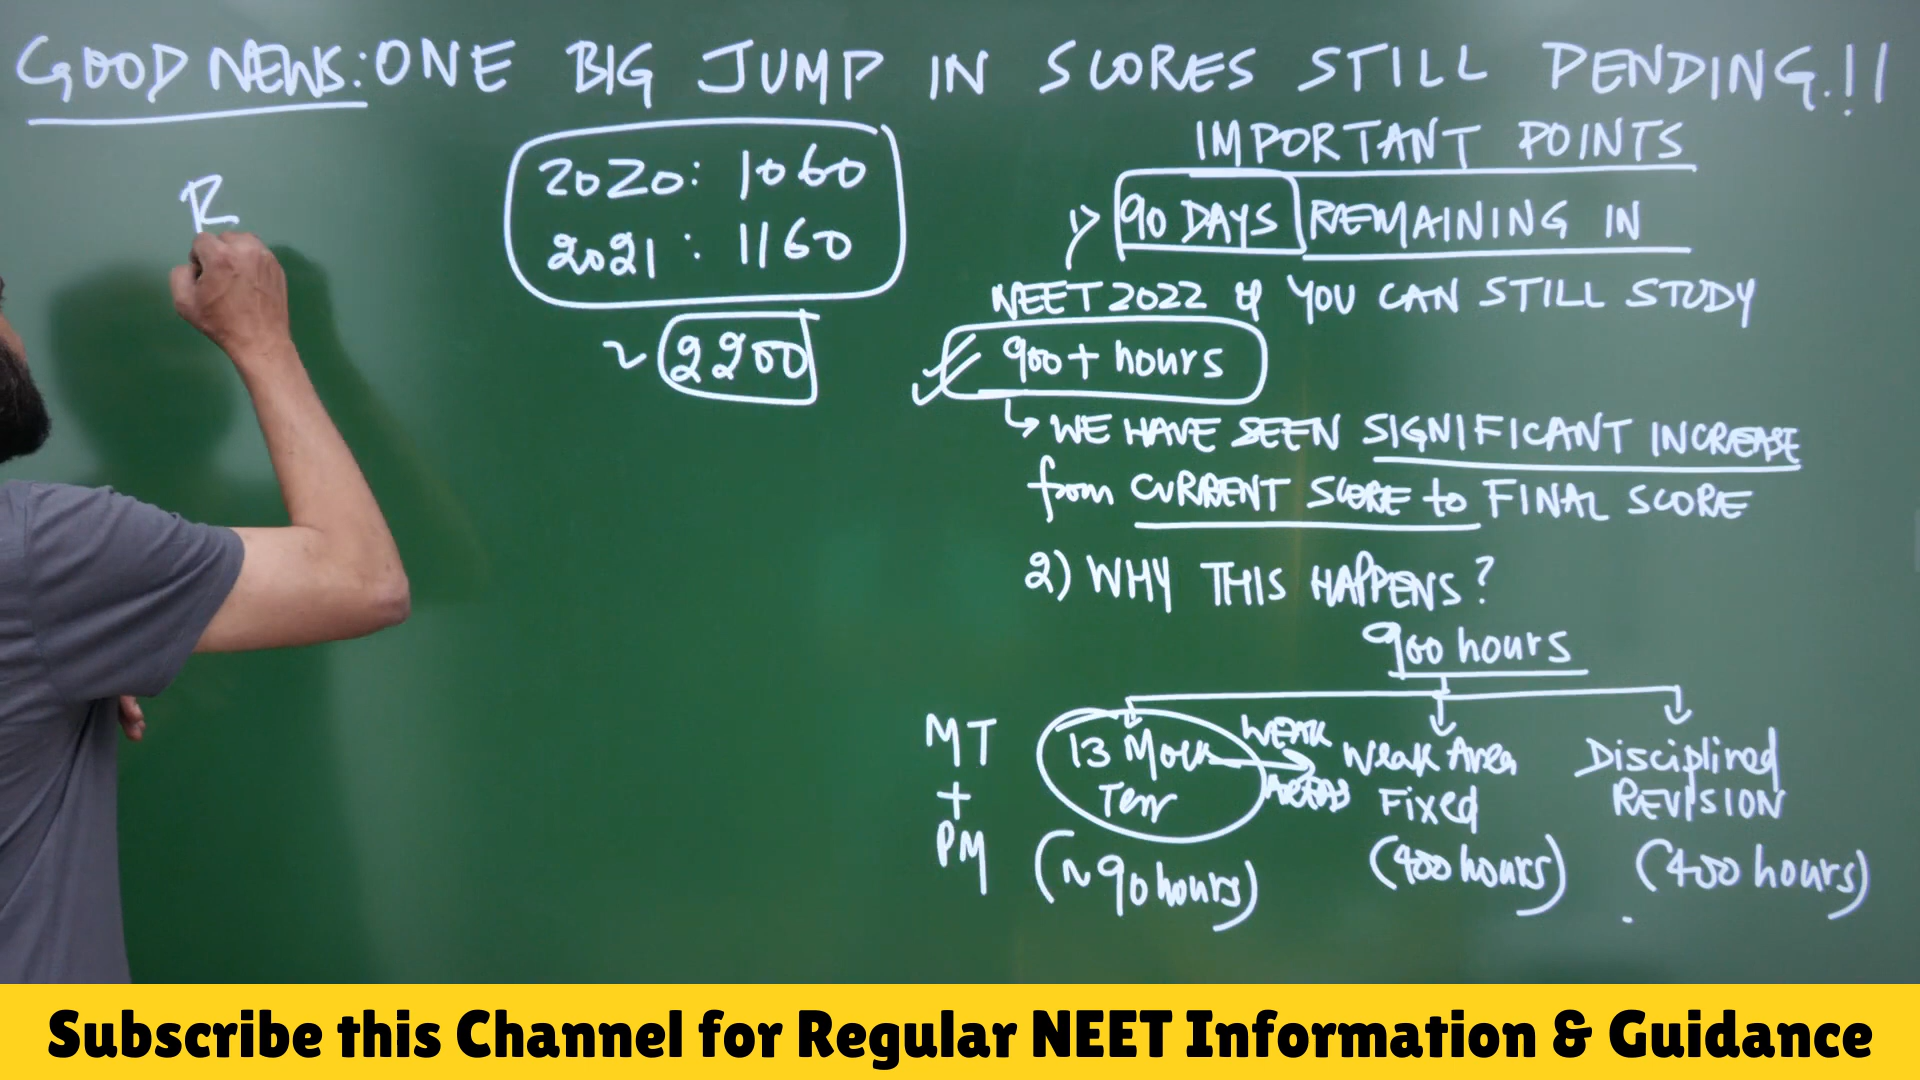 GOOD NEWS: ONE BIG JUMP IN SCORES STILL PENDING.!!
R
2020: 1060
2021: 1160
~ 2200
IMPORTANT POINTS
1) 90 DAYS REMAINING IN
NEET 2022 & YOU CAN STILL STUDY
900+ hours
↳ WE HAVE SEEN SIGNIFICANT INCREASE
from CURRENT SCORE to FINAL SCORE
2) WHY THIS HAPPENS?
900 hours
MT
+
PM
13 Mock
Test
(~90 hours)
WEAK
AREAS
Weak Area
Fixed
(400 hours)
Disciplined
REVISION
(400 hours)
Subscribe this Channel for Regular NEET Information & Guidance